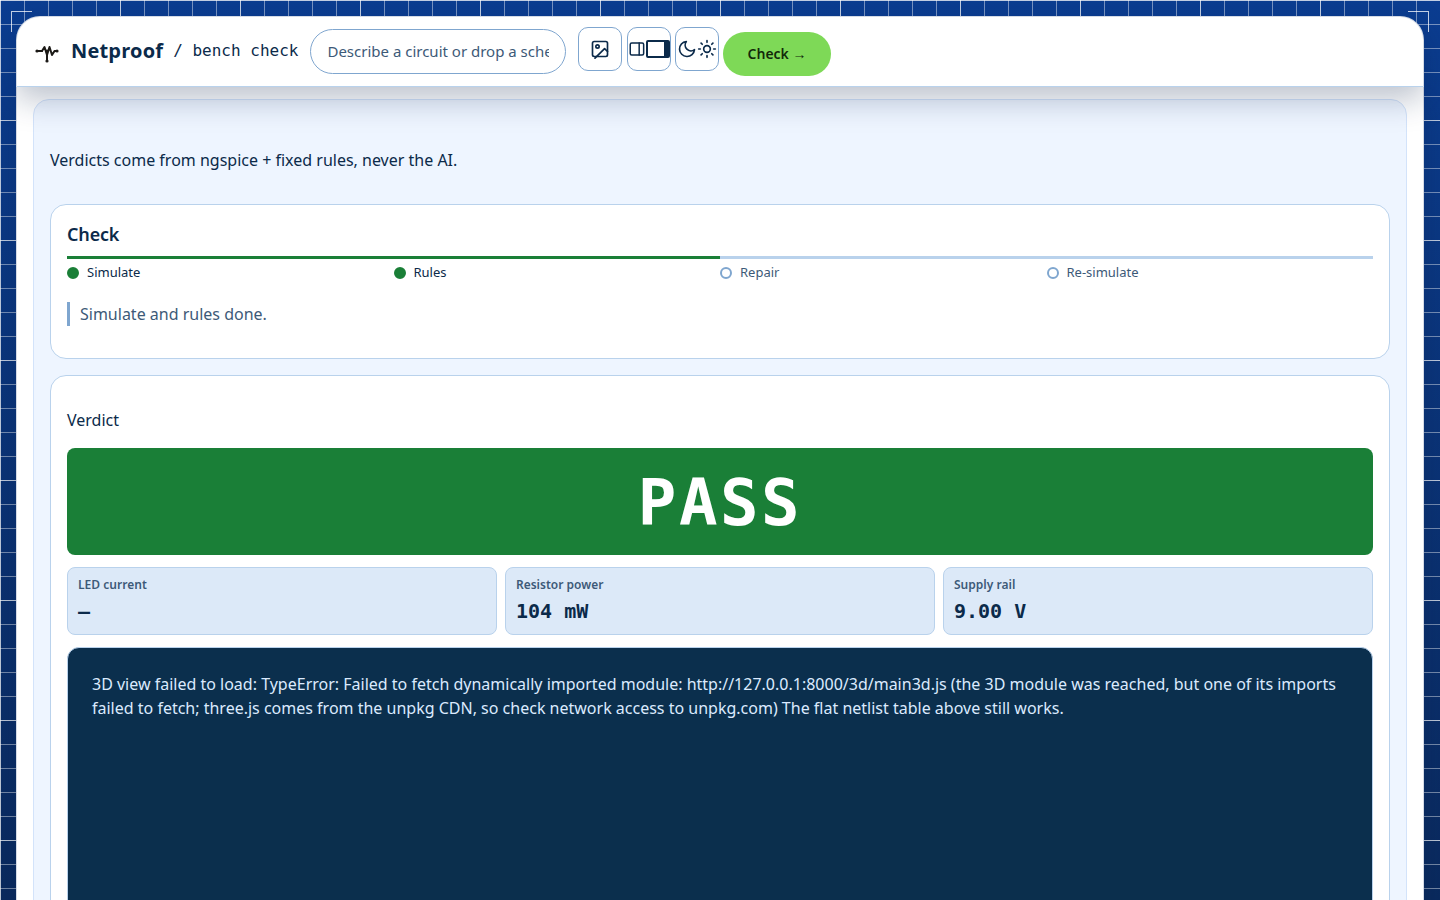 Netproof / bench check
Describe a circuit or drop a sche
Check →
Verdicts come from ngspice + fixed rules, never the AI.
Check
Simulate
Rules
Repair
Re-simulate
Simulate and rules done.
Verdict
PASS
LED current
—
Resistor power
104 mW
Supply rail
9.00 V
3D view failed to load: TypeError: Failed to fetch dynamically imported module: http://127.0.0.1:8000/3d/main3d.js (the 3D module was reached, but one of its imports
failed to fetch; three.js comes from the unpkg CDN, so check network access to unpkg.com) The flat netlist table above still works.